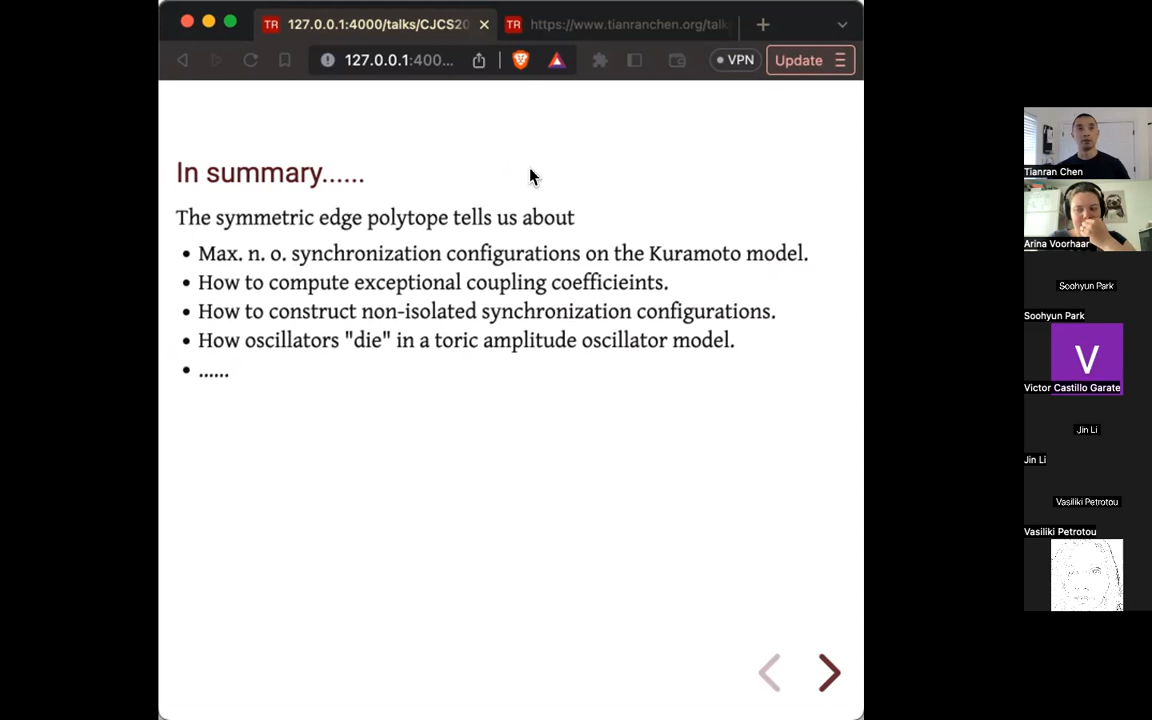 TR 127.0.0.1:4000/talks/CJCS20
TR https://www.tianranchen.org/talk
127.0.0.1:400...
VPN
Update
In summary......
The symmetric edge polytope tells us about
• Max. n. o. synchronization configurations on the Kuramoto model.
• How to compute exceptional coupling coefficieints.
• How to construct non-isolated synchronization configurations.
• How oscillators "die" in a toric amplitude oscillator model.
• ......
Tianran Chen
Arina Voorhaar
Soohyun Park
Soohyun Park
V
Victor Castillo Garate
Jin Li
Jin Li
Vasiliki Petrotou
Vasiliki Petrotou